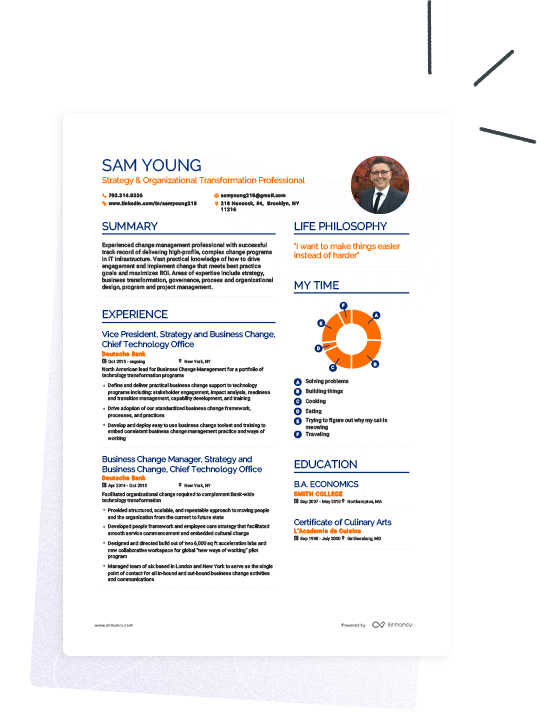 SAM YOUNG
Strategy & Organizational Transformation Professional
samyoung218@gmail.com
www.linkedin.com/in/samyoung218
218 Hancock, #4, Brooklyn, NY
11216
SUMMARY
Experienced change management professional with successful
track record of delivering high-profile, complex change programs
in IT infrastructure. Vast practical knowledge of how to drive
engagement and implement change that meets best practice
goals and maximizes ROI. Areas of expertise include strategy,
business transformation, governance, process and organizational
design, program and project management.
EXPERIENCE
Vice President, Strategy and Business Change,
Chief Technology Office
Deutsche Bank
Oct 2015 - ongoing
New York, NY
North American lead for Business Change Management for a portfolio of
technology transformation programs
• Define and deliver practical business change support to technology
programs including: stakeholder engagement, impact analysis, readiness
and transition management, capability development, and training
• Drive adoption of our standardized business change framework,
processes, and practices
• Develop and deploy easy to use business change toolset and training to
embed consistent business change management practice and ways of
working
Business Change Manager, Strategy and
Business Change, Chief Technology Office
Deutsche Bank
Apr 2014 - Oct 2015
New York, NY
Facilitated organizational change required to complement Bank-wide
technology transformation
• Provided structured, scalable, and repeatable approach to moving people
and the organization from the current to future state
• Developed people framework and employee care strategy that facilitated
smooth service commencement and embedded cultural change
• Designed and directed build out of two 6,000 sq ft acceleration labs and
new collaborative workspace for global "new ways of working" pilot
program
• Managed team of six based in London and New York to serve as the single
point of contact for all in-bound and out-bound business change activities
and communications
LIFE PHILOSOPHY
"I want to make things easier
instead of harder"
MY TIME
F
A
E
D
C
B
A Solving problems
B Building things
C Cooking
D Eating
E Trying to figure out why my cat is
meowing
F Traveling
EDUCATION
B.A. ECONOMICS
SMITH COLLEGE
Northampton, MA
Certificate of Culinary Arts
L'Academie de Cuisine
Gaithersburg, MD
www.enhancv.com
Powered by
Enhancv